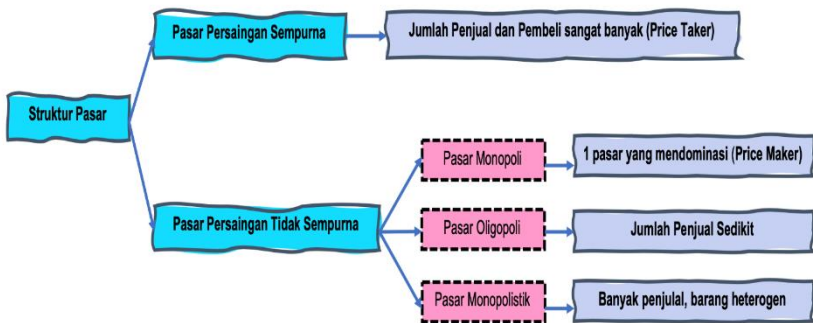 Pasar Persaingan Sempurna
Jumlah Penjual dan Pembeli sangat banyak (Price Taker)
Struktur Pasar
Pasar Monopoli
1 pasar yang mendominasi (Price Maker)
Pasar Persaingan Tidak Sempurna
Pasar Oligopoli
Jumlah Penjual Sedikit
Pasar Monopolistik
Banyak penjulal, barang heterogen